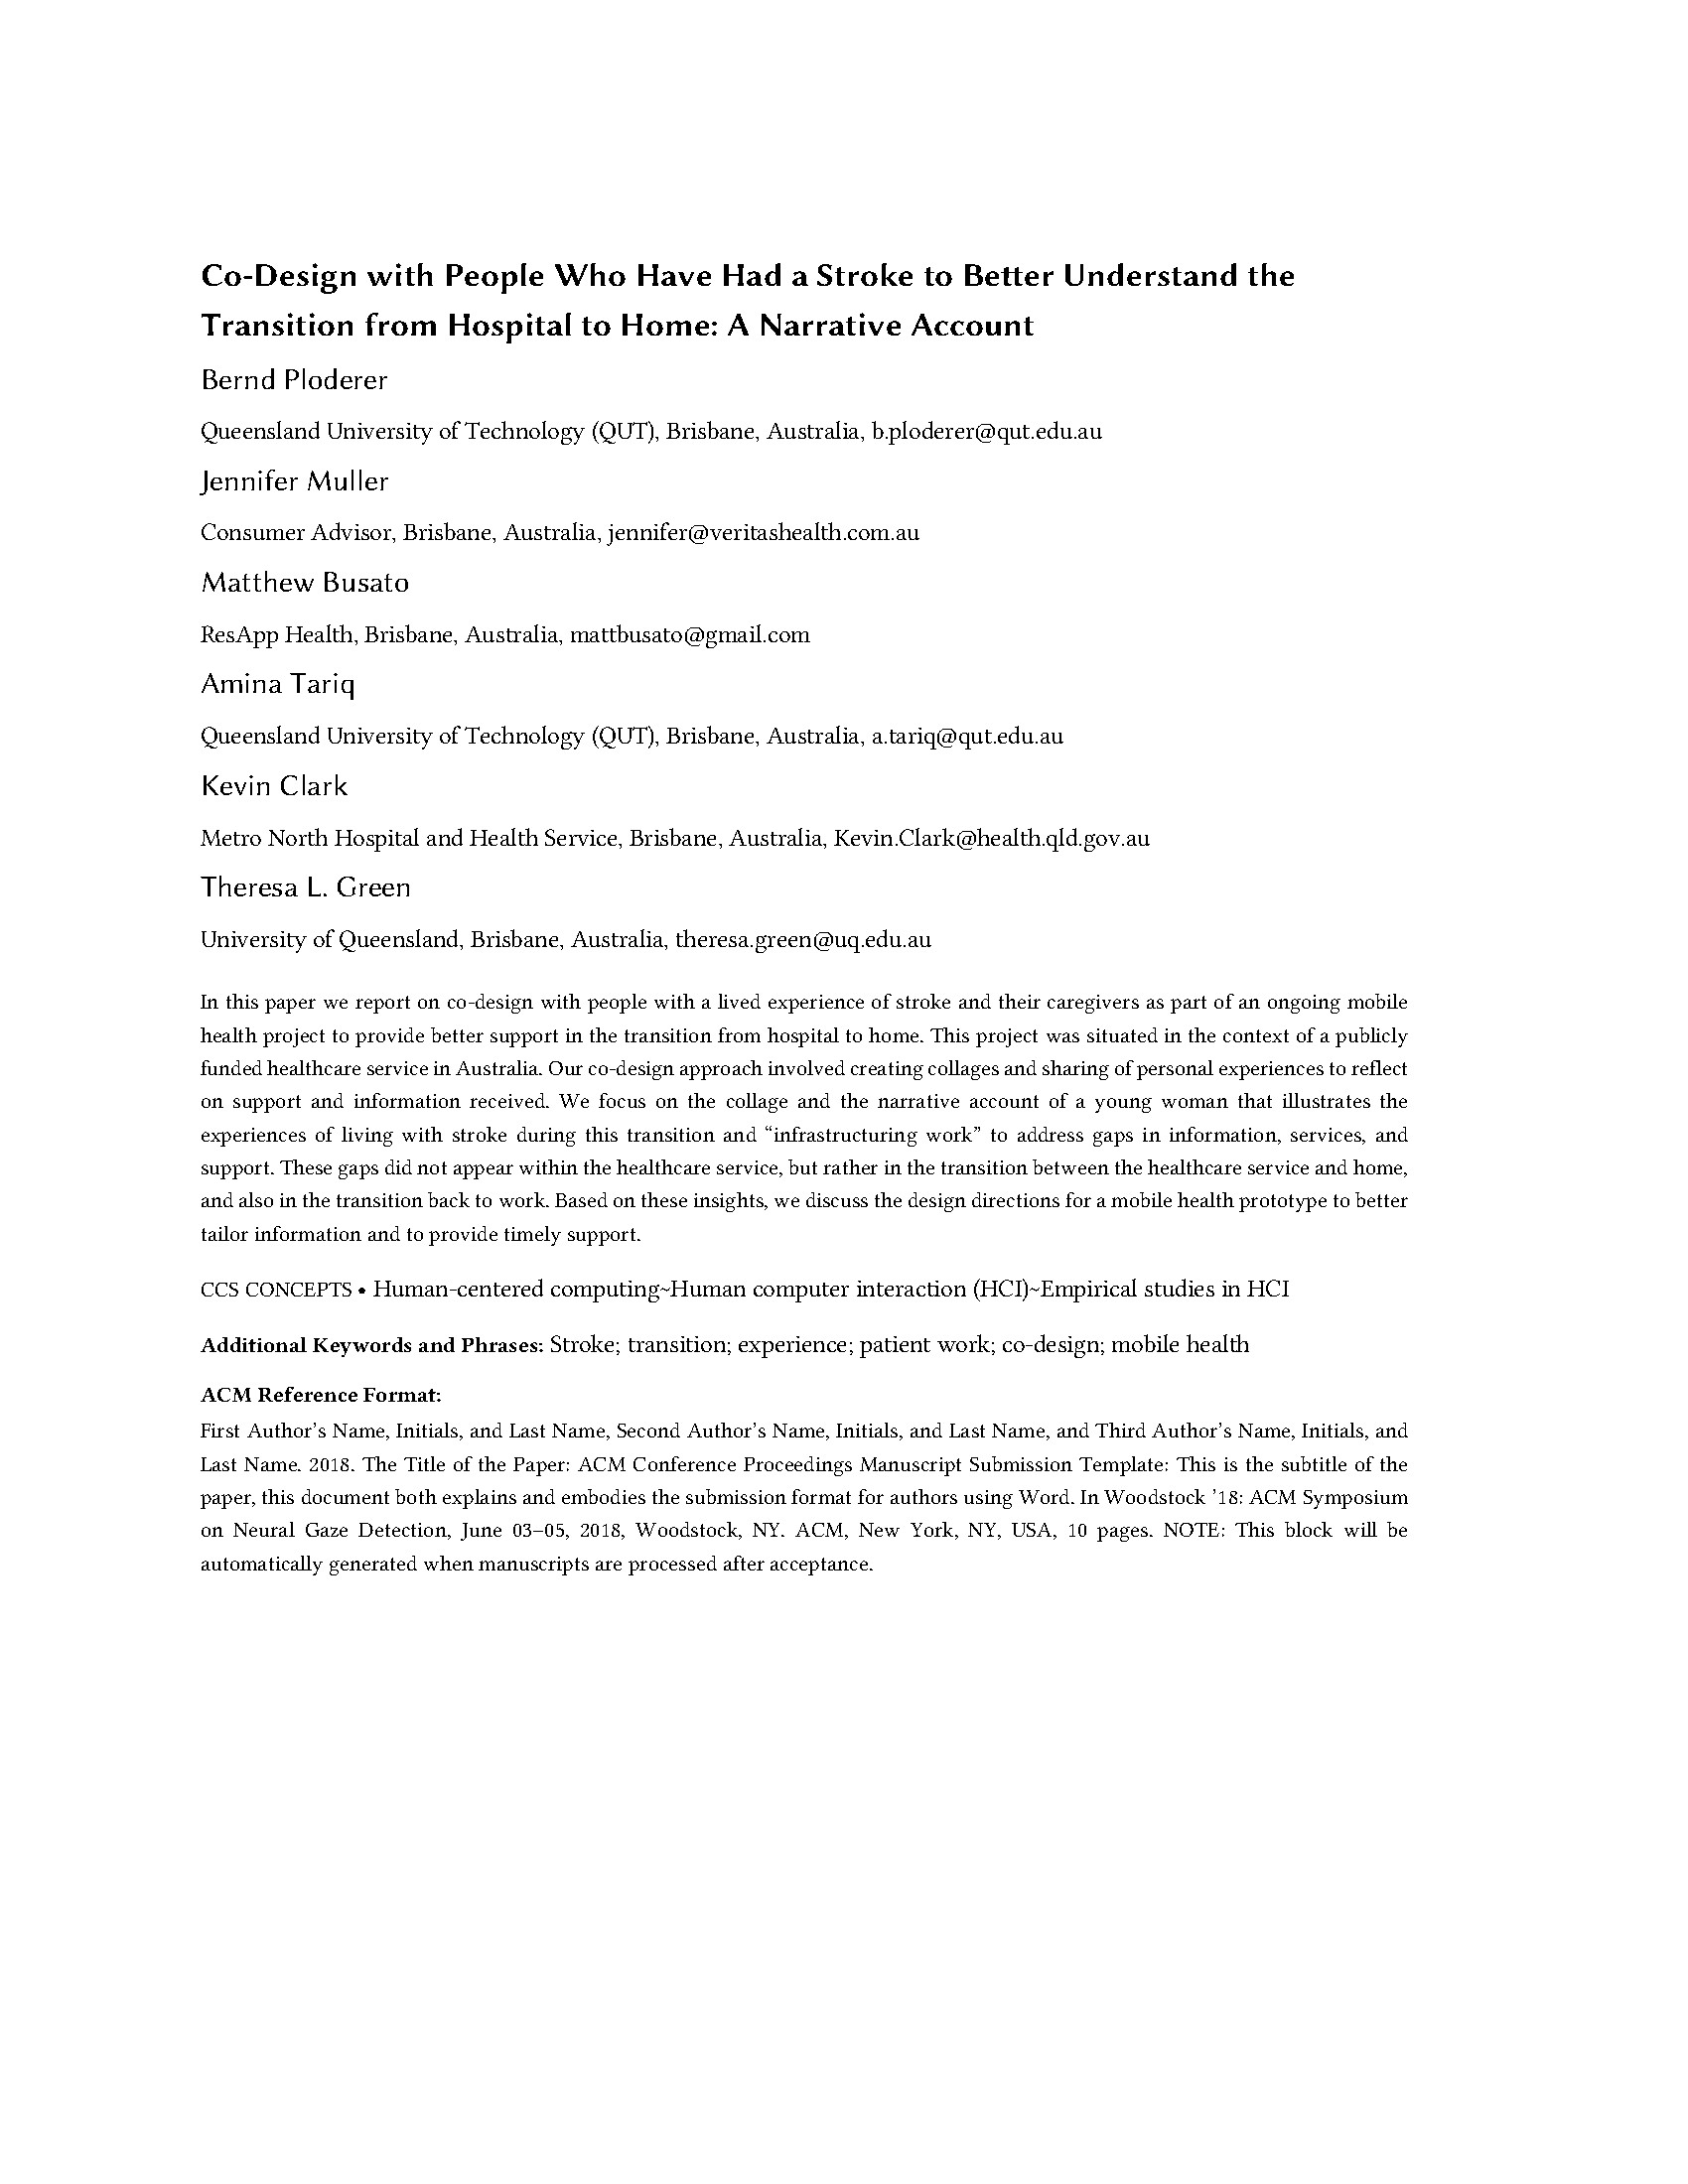 Co-Design with People Who Have Had a Stroke to Better Understand the
Transition from Hospital to Home: A Narrative Account
Bernd Ploderer
Queensland University of Technology (QUT), Brisbane, Australia, b.ploderer@qut.edu.au
Jennifer Muller
Consumer Advisor, Brisbane, Australia, jennifer@veritashealth.com.au
Matthew Busato
ResApp Health, Brisbane, Australia, mattbusato@gmail.com
Amina Tariq
Queensland University of Technology (QUT), Brisbane, Australia, a.tariq@qut.edu.au
Kevin Clark
Metro North Hospital and Health Service, Brisbane, Australia, Kevin.Clark@health.qld.gov.au
Theresa L. Green
University of Queensland, Brisbane, Australia, theresa.green@uq.edu.au
In this paper we report on co-design with people with a lived experience of stroke and their caregivers as part of an ongoing mobile
health project to provide better support in the transition from hospital to home. This project was situated in the context of a publicly
funded healthcare service in Australia. Our co-design approach involved creating collages and sharing of personal experiences to reflect
on support and information received. We focus on the collage and the narrative account of a young woman that illustrates the
experiences of living with stroke during this transition and “infrastructuring work” to address gaps in information, services, and
support. These gaps did not appear within the healthcare service, but rather in the transition between the healthcare service and home,
and also in the transition back to work. Based on these insights, we discuss the design directions for a mobile health prototype to better
tailor information and to provide timely support.
CCS CONCEPTS • Human-centered computing~Human computer interaction (HCI)~Empirical studies in HCI
Additional Keywords and Phrases: Stroke; transition; experience; patient work; co-design; mobile health
ACM Reference Format:
First Author’s Name, Initials, and Last Name, Second Author’s Name, Initials, and Last Name, and Third Author’s Name, Initials, and
Last Name. 2018. The Title of the Paper: ACM Conference Proceedings Manuscript Submission Template: This is the subtitle of the
paper, this document both explains and embodies the submission format for authors using Word. In Woodstock ’18: ACM Symposium
on Neural Gaze Detection, June 03–05, 2018, Woodstock, NY. ACM, New York, NY, USA, 10 pages. NOTE: This block will be
automatically generated when manuscripts are processed after acceptance.